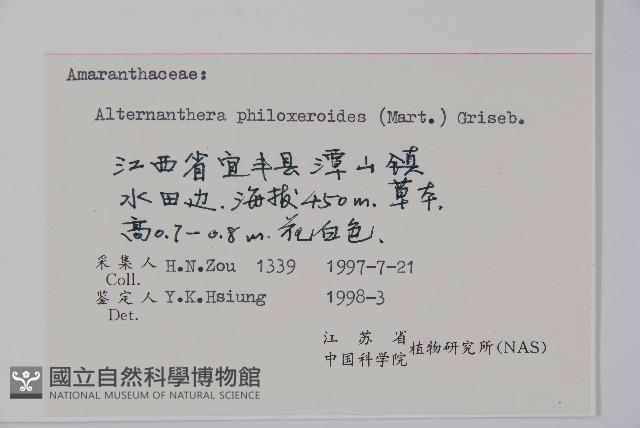 Amaranthaceae:
Alternanthera philoxeroides (Mart.) Griseb.
江西省宜丰县潭山镇
水田边.海拔450m.草本,
高0.7-0.8m.花白色.
采集人 H.N.Zou 1339 1997-7-21
Coll.
鉴定人 Y.K.Hsiung 1998-3
Det.
江苏省
中国科学院 植物研究所(NAS)
國立自然科學博物館
NATIONAL MUSEUM OF NATURAL SCIENCE